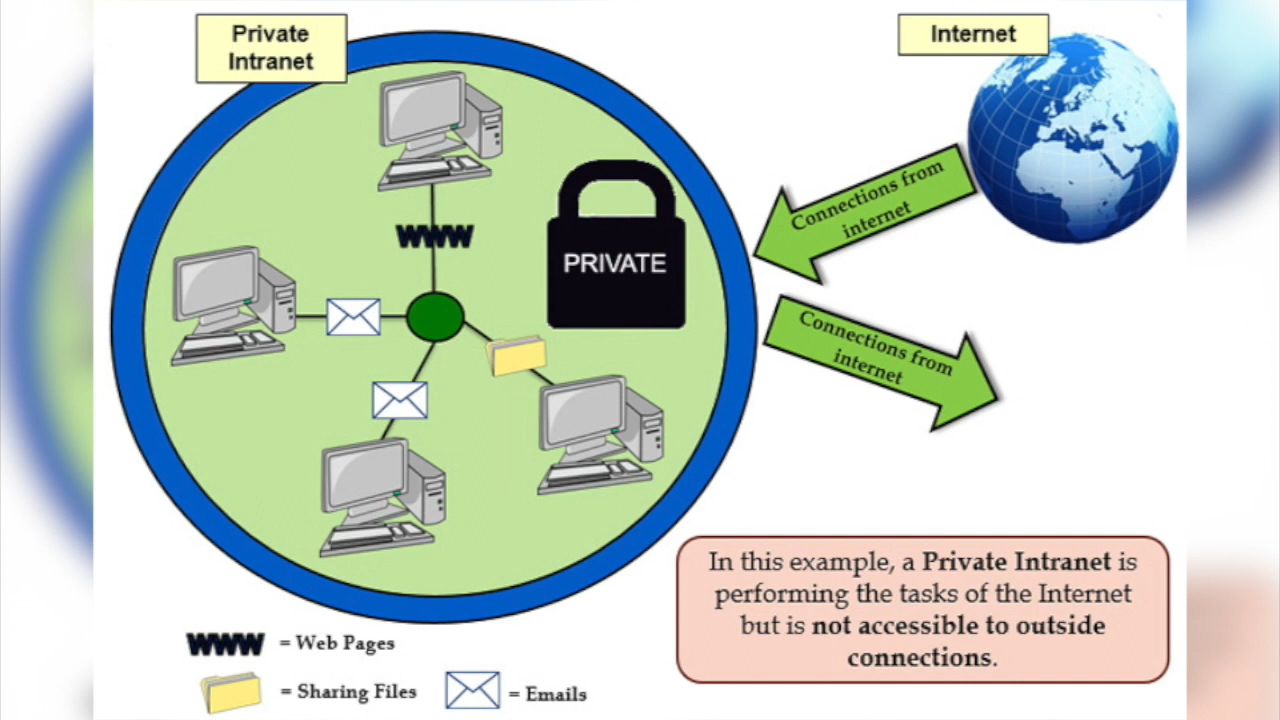 Private
Intranet
Internet
WWW
PRIVATE
Connections from
internet
Connections from
internet
In this example, a Private Intranet is
performing the tasks of the Internet
but is not accessible to outside
connections.
WWW = Web Pages
= Sharing Files
= Emails